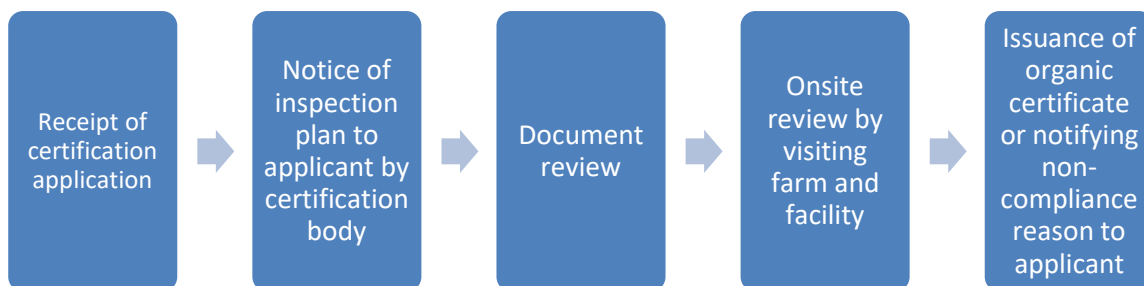 Receipt of
certification
application
Notice of
inspection
plan to
applicant by
certification
body
Document
review
Onsite
review by
visiting
farm and
facility
Issuance of
organic
certificate
or notifying
non-
compliance
reason to
applicant